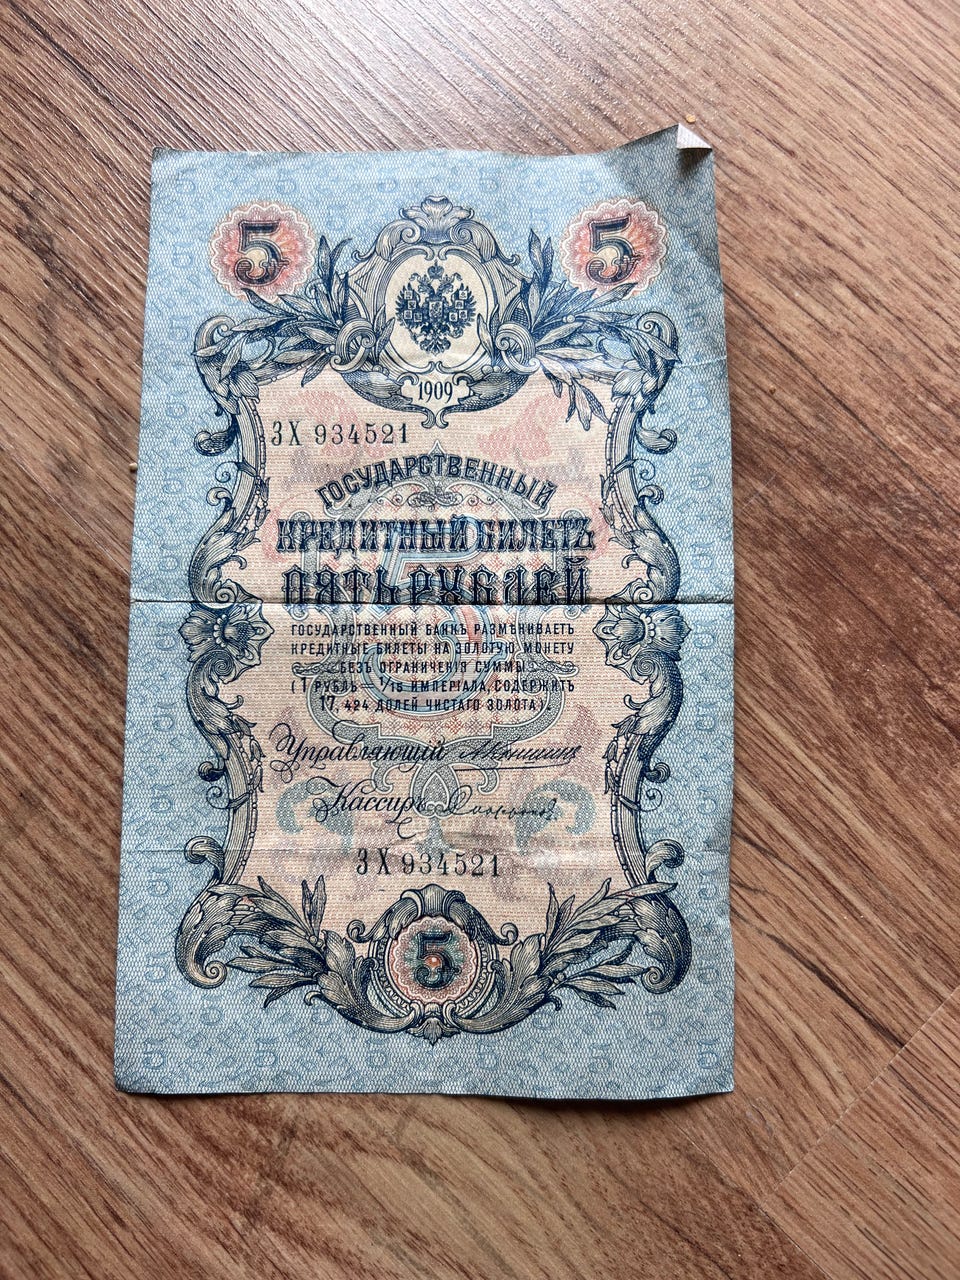 5 5
1909
ЗХ 934521
ГОСУДАРСТВЕННЫЙ
КРЕДИТНЫЙ БИЛЕТЪ
ПЯТЬ РУБЛЕЙ
ГОСУДАРСТВЕННЫЙ БАНКЪ РАЗМѢНИВАЕТЪ
КРЕДИТНЫЕ БИЛЕТЫ НА ЗОЛОТУЮ МОНЕТУ
БЕЗЪ ОГРАНИЧЕНІЯ СУММЫ
(1 РУБЛЬ = 1/15 ИМПЕРІАЛА, СОДЕРЖИТЪ
17,424 ДОЛЕЙ ЧИСТАГО ЗОЛОТА).
Управляющій
Кассиръ
ЗХ 934521
5